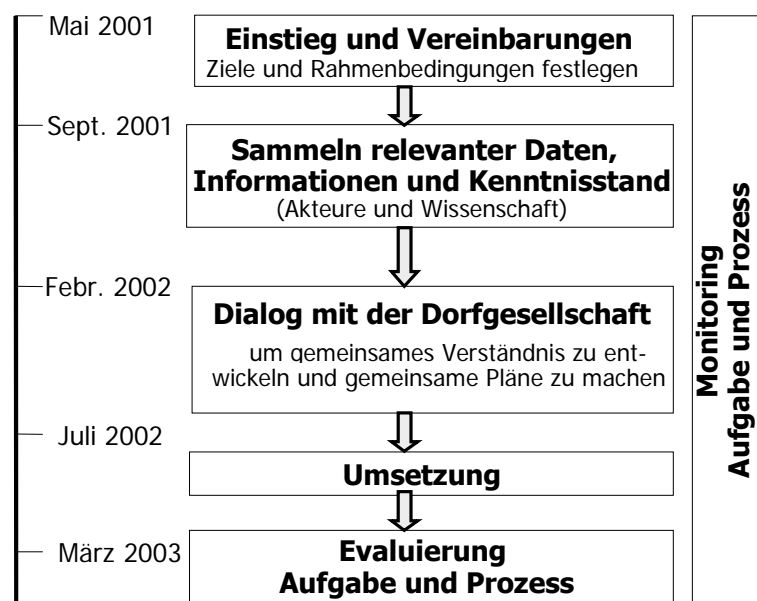 Mai 2001
Einstieg und Vereinbarungen
Ziele und Rahmenbedingungen festlegen
Sept. 2001
Sammeln relevanter Daten,
Informationen und Kenntnisstand
(Akteure und Wissenschaft)
Febr. 2002
Dialog mit der Dorfgesellschaft
um gemeinsames Verständnis zu ent-
wickeln und gemeinsame Pläne zu machen
Juli 2002
Umsetzung
März 2003
Evaluierung
Aufgabe und Prozess
Monitoring
Aufgabe und Prozess